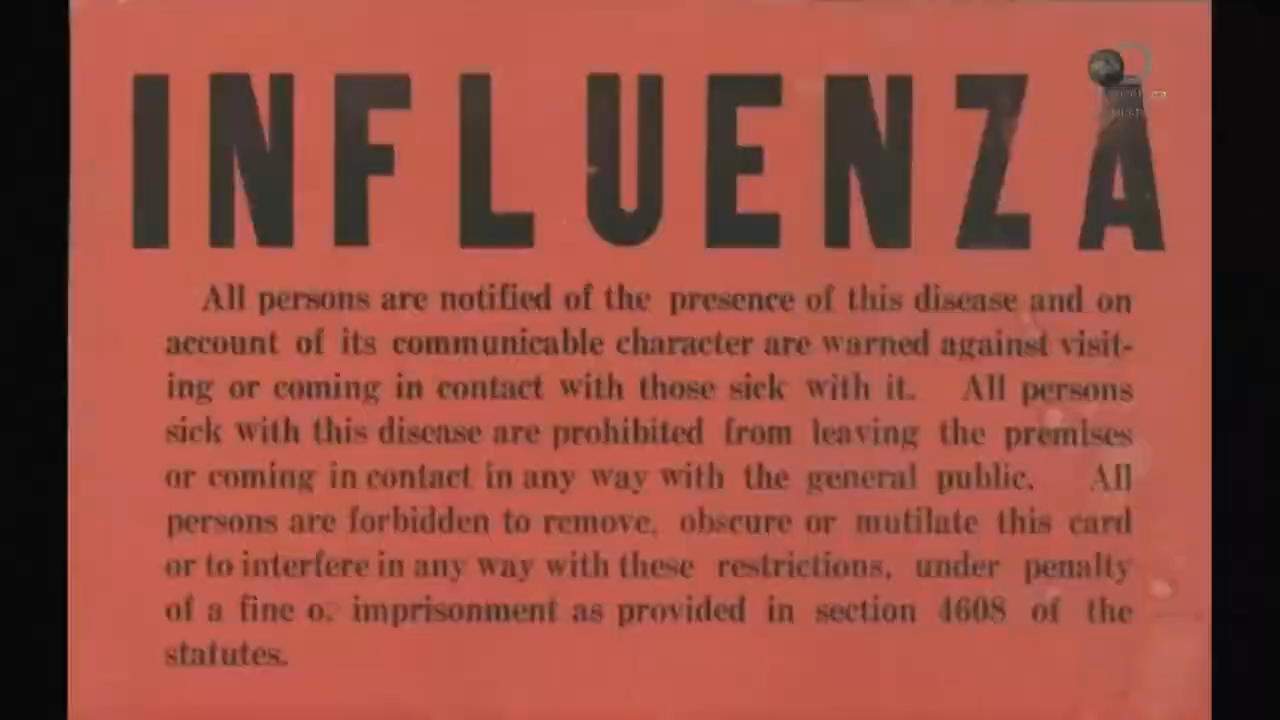 INFLUENZA
All persons are notified of the presence of this disease and on
account of its communicable character are warned against visit-
ing or coming in contact with those sick with it. All persons
sick with this disease are prohibited from leaving the premises
or coming in contact in any way with the general public. All
persons are forbidden to remove, obscure or mutilate this card
or to interfere in any way with these restrictions, under penalty
of a fine or imprisonment as provided in section 4608 of the
statutes.